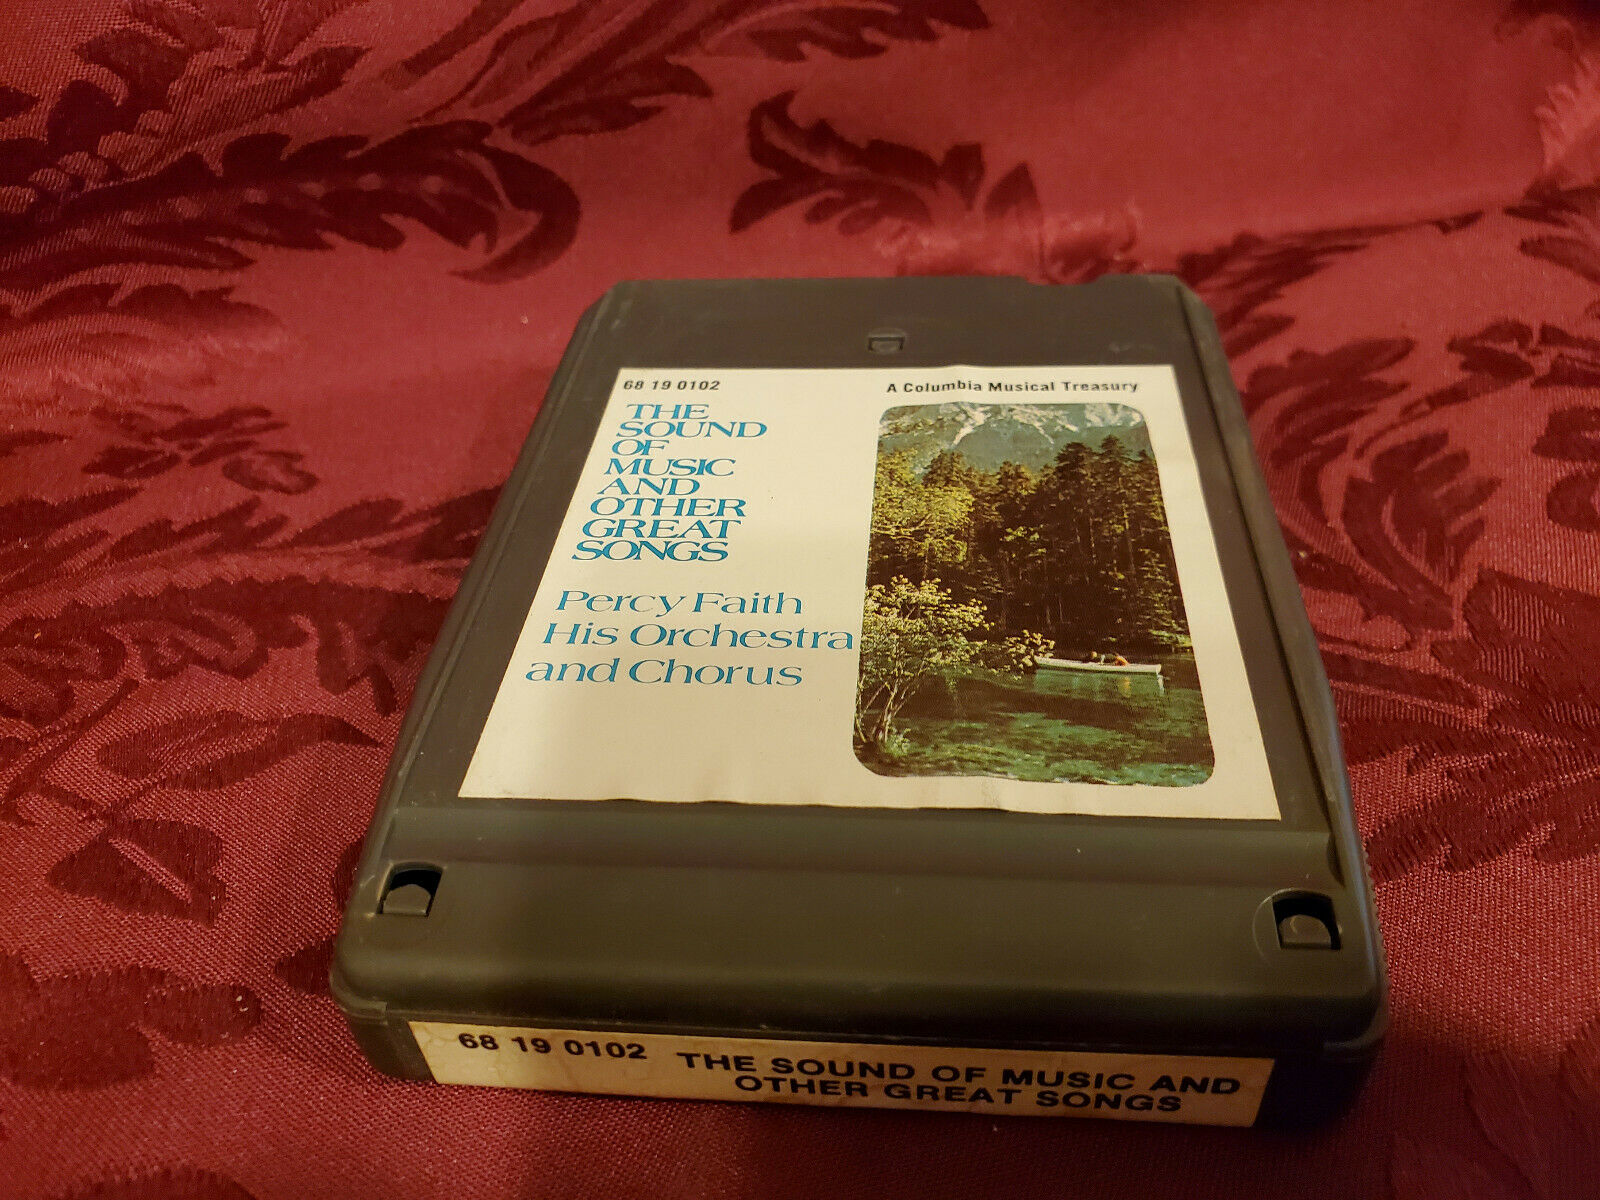 68 19 0102
A Columbia Musical Treasury
THE
SOUND
OF
MUSIC
AND
OTHER
GREAT
SONGS
Percy Faith
His Orchestra
and Chorus
68 19 0102 THE SOUND OF MUSIC AND
OTHER GREAT SONGS